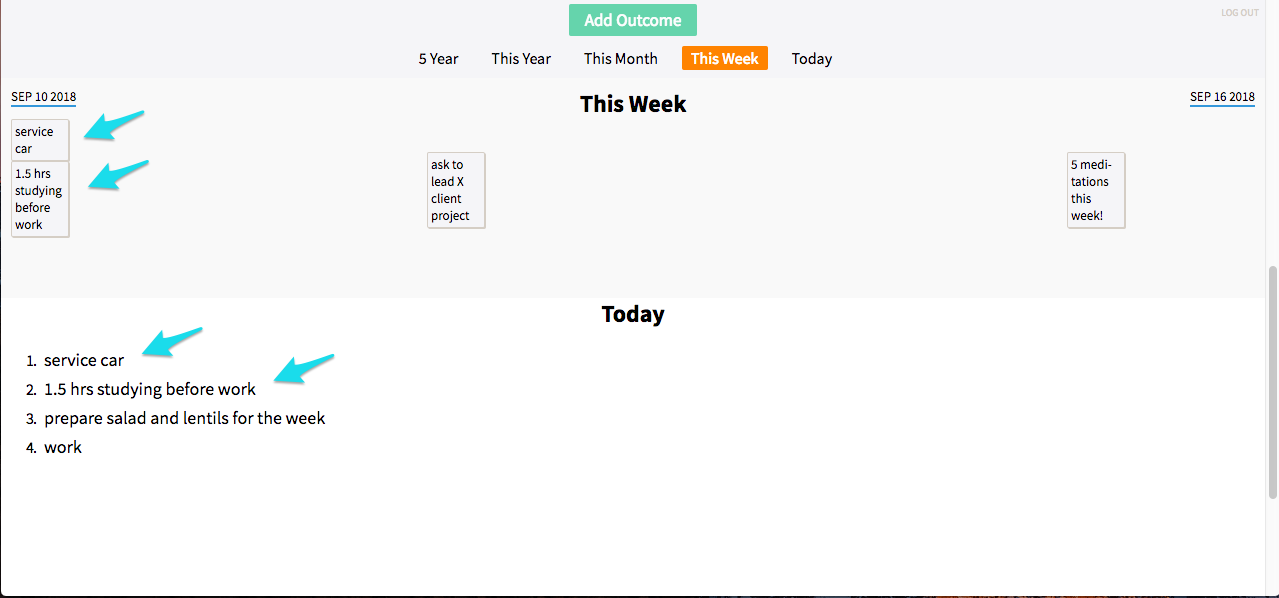 Add Outcome
LOG OUT
5 Year This Year This Month This Week Today
SEP 10 2018
This Week
SEP 16 2018
service
car
1.5 hrs
studying
before
work
ask to
lead X
client
project
5 medi-
tations
this
week!
Today
1. service car
2. 1.5 hrs studying before work
3. prepare salad and lentils for the week
4. work